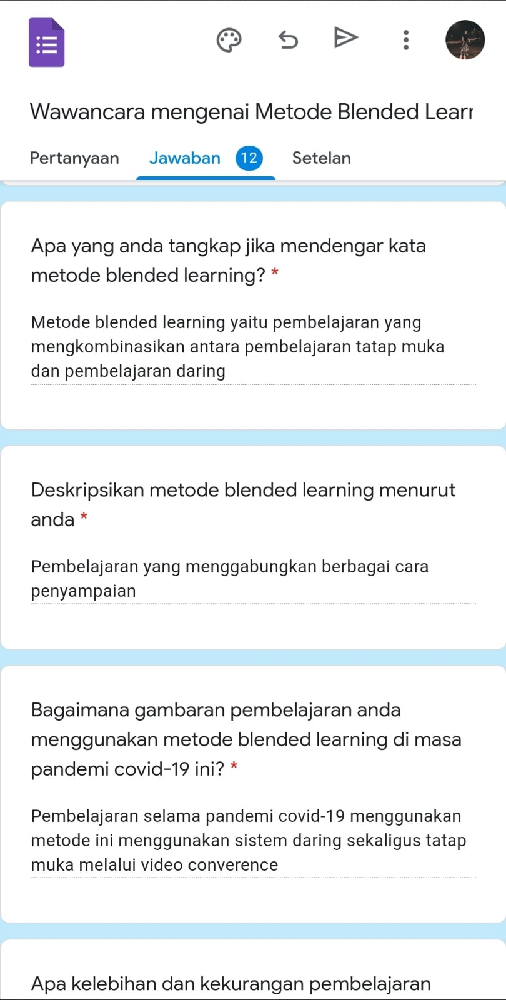 Wawancara mengenai Metode Blended Lear
Pertanyaan Jawaban 12 Setelan
Apa yang anda tangkap jika mendengar kata
metode blended learning? *
Metode blended learning yaitu pembelajaran yang
mengkombinasikan antara pembelajaran tatap muka
dan pembelajaran daring
Deskripsikan metode blended learning menurut
anda *
Pembelajaran yang menggabungkan berbagai cara
penyampaian
Bagaimana gambaran pembelajaran anda
menggunakan metode blended learning di masa
pandemi covid-19 ini? *
Pembelajaran selama pandemi covid-19 menggunakan
metode ini menggunakan sistem daring sekaligus tatap
muka melalui video converence
Apa kelebihan dan kekurangan pembelajaran